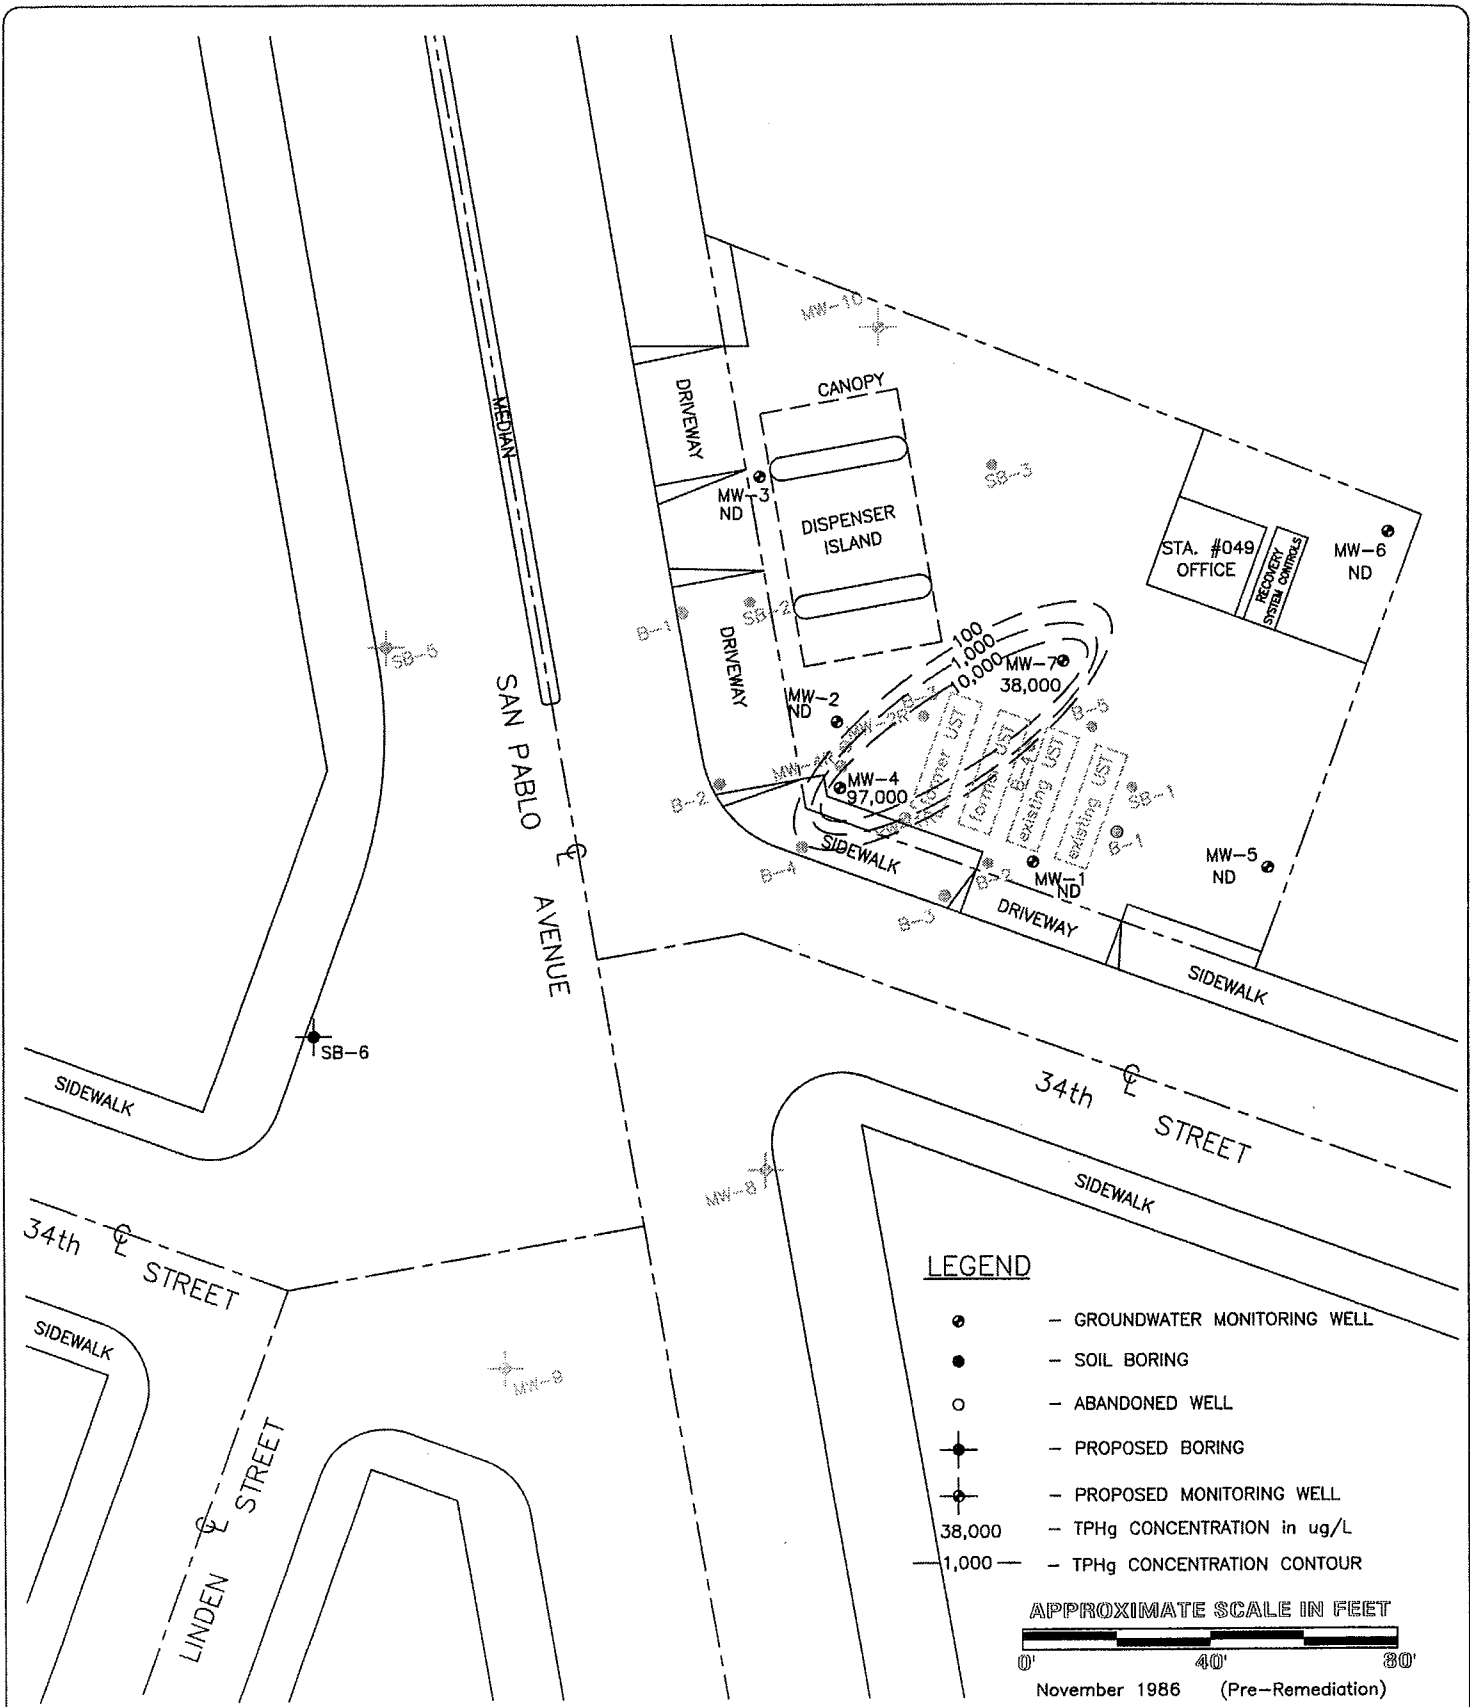 MW-10
CANOPY
DRIVEWAY
MEDIAN
SB-3
MW-3
ND
DISPENSER
ISLAND
STA. #049
OFFICE
RECOVERY
SYSTEM CONTROLS
MW-6
ND
B-1
SB-2
DRIVEWAY
100
1,000
10,000
MW-7
38,000
SB-5
SAN PABLO
AVENUE
MW-2
ND
B-3
MW-2R
B-5
former UST
former UST
existing UST
existing UST
MW-4
97,000
B-2
SB-1
B-1
SIDEWALK
B-4
B-2
MW-1
ND
MW-5
ND
B-3
DRIVEWAY
SIDEWALK
SB-6
SIDEWALK
34th
STREET
MW-8
SIDEWALK
34th
STREET
SIDEWALK
MW-9
LINDEN
STREET
LEGEND
– GROUNDWATER MONITORING WELL
– SOIL BORING
– ABANDONED WELL
– PROPOSED BORING
– PROPOSED MONITORING WELL
38,000 – TPHg CONCENTRATION in ug/L
1,000 – TPHg CONCENTRATION CONTOUR
APPROXIMATE SCALE IN FEET
0' 40' 80'
November 1986 (Pre-Remediation)